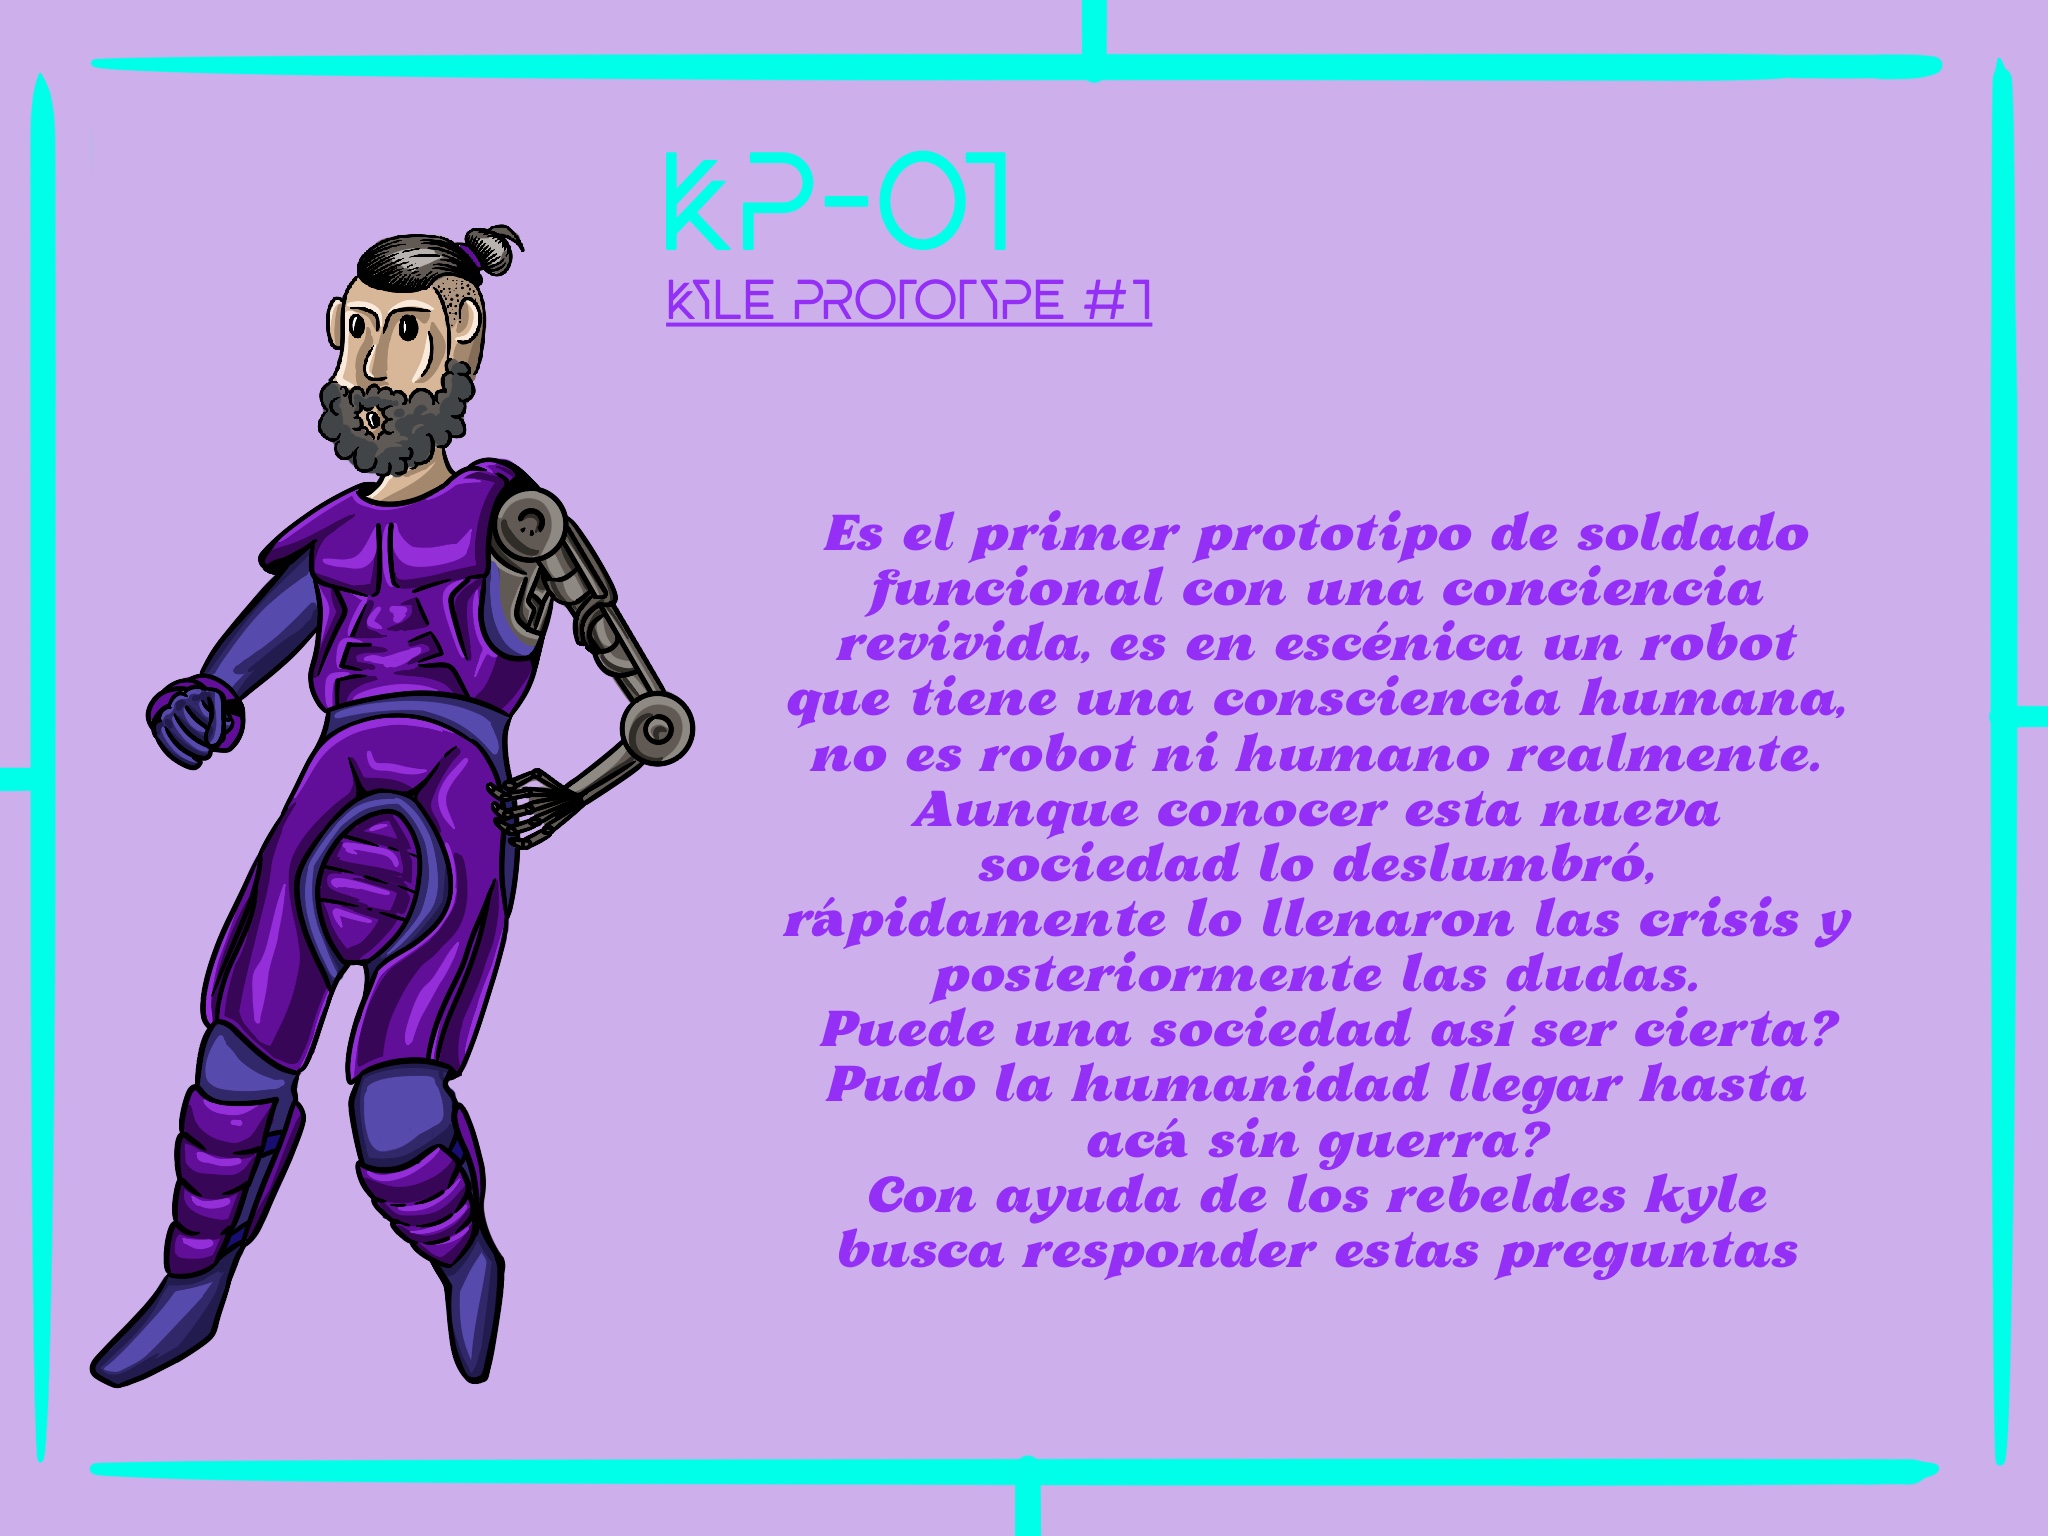 KP-01
KYLE PROTOTYPE #1
Es el primer prototipo de soldado
funcional con una conciencia
revivida, es en escénica un robot
que tiene una consciencia humana,
no es robot ni humano realmente.
Aunque conocer esta nueva
sociedad lo deslumbró,
rápidamente lo llenaron las crisis y
posteriormente las dudas.
Puede una sociedad así ser cierta?
Pudo la humanidad llegar hasta
acá sin guerra?
Con ayuda de los rebeldes kyle
busca responder estas preguntas